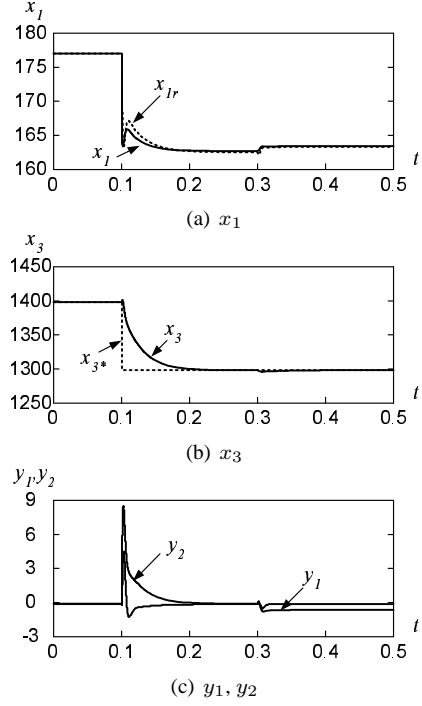 x1
180
175
170
165
160
x1r
x1
t
0 0.1 0.2 0.3 0.4 0.5
(a) x1
x3
1450
1400
1350
1300
1250
x3
x3*
t
0 0.1 0.2 0.3 0.4 0.5
(b) x3
y1,y2
9
6
3
0
-3
y2
y1
t
0 0.1 0.2 0.3 0.4 0.5
(c) y1, y2